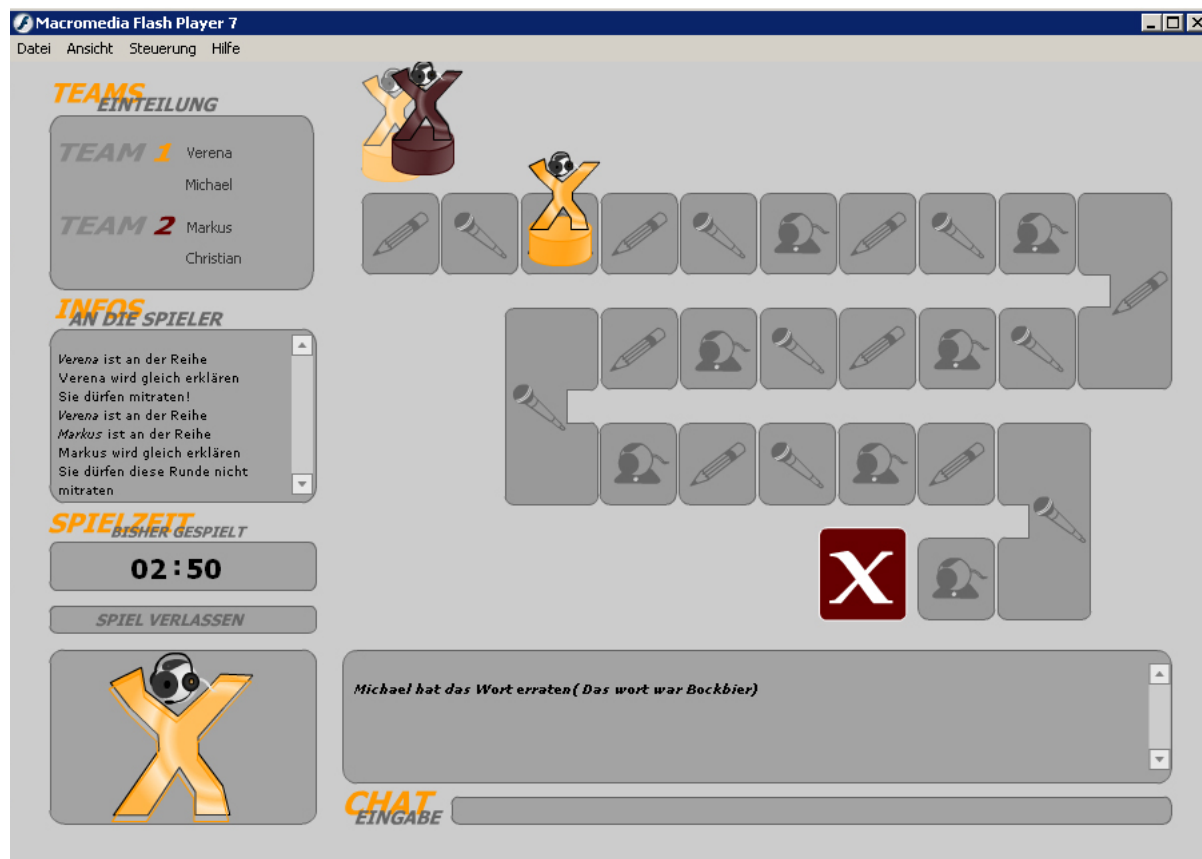 Macromedia Flash Player 7
Datei Ansicht Steuerung Hilfe
TEAMS
EINTEILUNG
TEAM 1 Verena
Michael
TEAM 2 Markus
Christian
INFOS
AN DIE SPIELER
Verena ist an der Reihe
Verena wird gleich erklären
Sie dürfen mitraten!
Verena ist an der Reihe
Markus ist an der Reihe
Markus wird gleich erklären
Sie dürfen diese Runde nicht
mitraten
SPIELZEIT
BISHER GESPIELT
02:50
SPIEL VERLASSEN
X
Michael hat das Wort erraten( Das wort war Bockbier)
CHAT
EINGABE